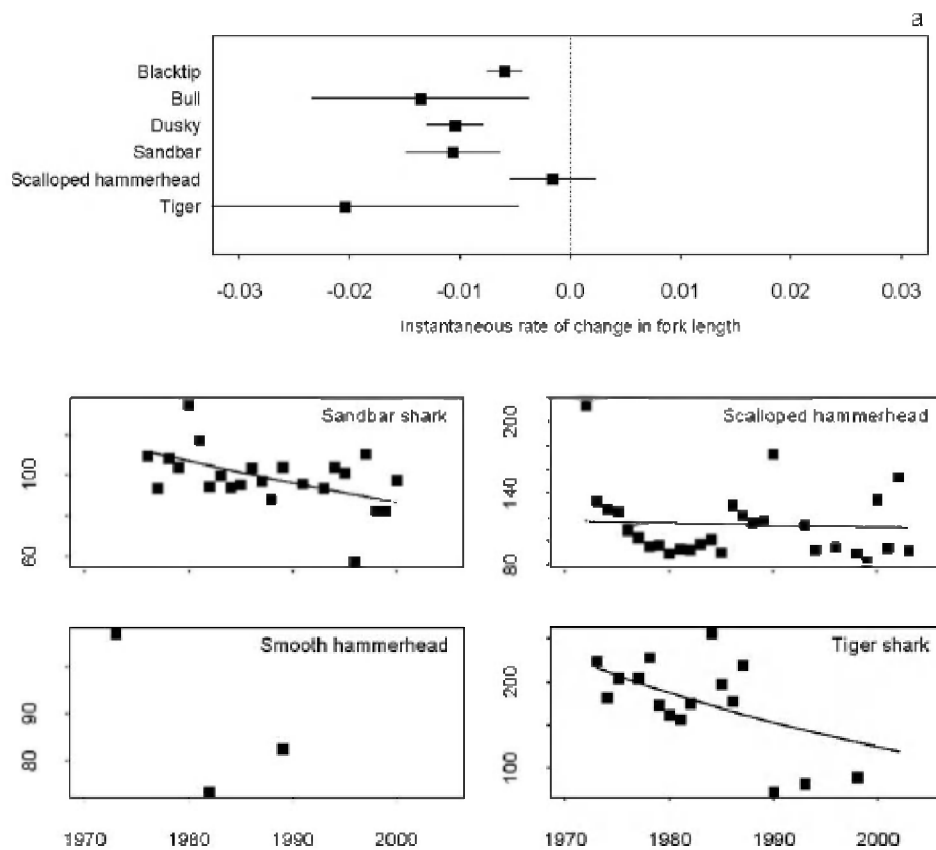 a
Blacktip
Bull
Dusky
Sandbar
Scalloped hammerhead
Tiger
-0.03 -0.02 -0.01 0.0 0.01 0.02 0.03
Instantaneous rate of change in fork length
Sandbar shark
100
60
Scalloped hammerhead
200
140
80
Smooth hammerhead
90
80
1970 1980 1990 2000
Tiger shark
200
100
1970 1980 1990 2000